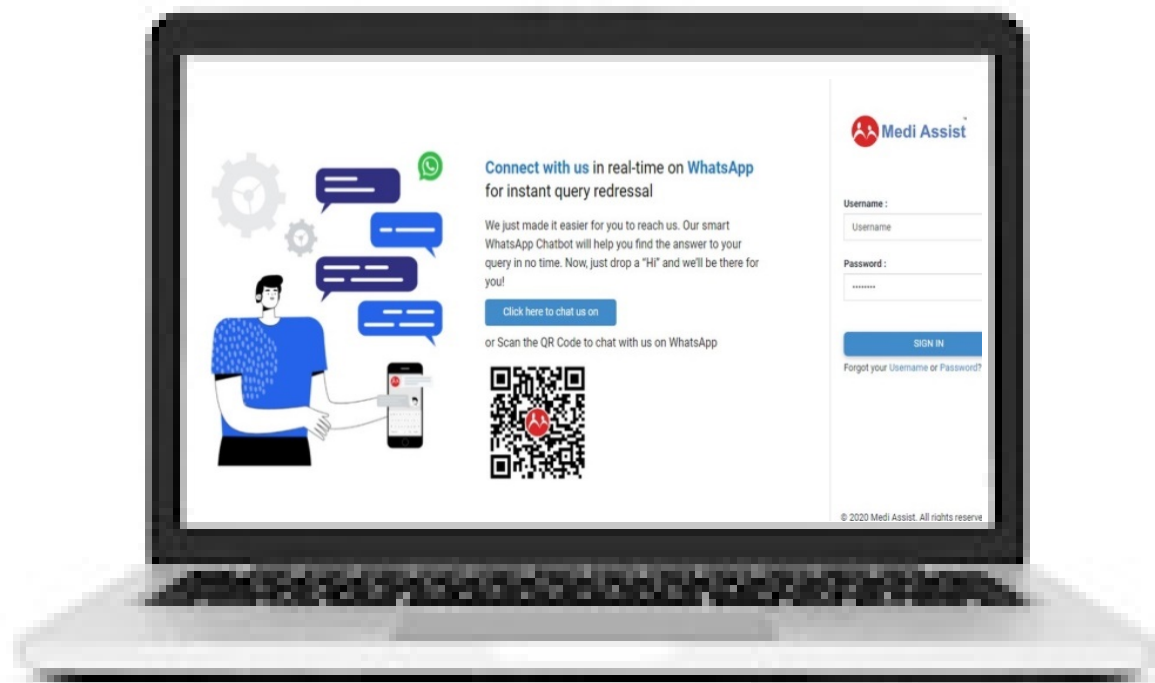 Connect with us in real-time on WhatsApp
for instant query redressal
We just made it easier for you to reach us. Our smart
WhatsApp Chatbot will help you find the answer to your
query in no time. Now, just drop a "Hi" and we'll be there for
you!
Click here to chat us on
or Scan the QR Code to chat with us on WhatsApp
Medi Assist
Username :
Username
Password :
••••••••
SIGN IN
Forgot your Username or Password?
© 2020 Medi Assist. All rights reserve